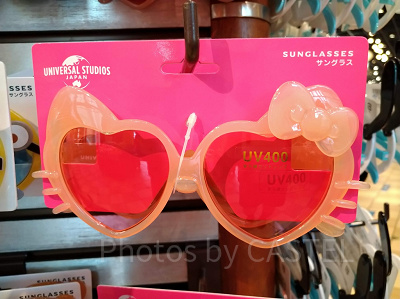 UNIVERSAL STUDIOS
JAPAN
SUNGLASSES
サングラス
UV400
UV400
SUNGLASSES
サングラス
Photos by CASTEL